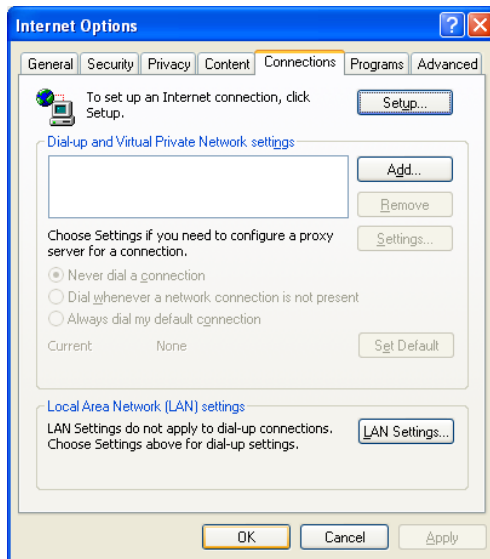 Internet Options
?
X
General Security Privacy Content Connections Programs Advanced
To set up an Internet connection, click
Setup.
Setup...
Dial-up and Virtual Private Network settings
Add...
Remove
Choose Settings if you need to configure a proxy
server for a connection.
Settings...
Never dial a connection
Dial whenever a network connection is not present
Always dial my default connection
Current None
Set Default
Local Area Network (LAN) settings
LAN Settings do not apply to dial-up connections.
Choose Settings above for dial-up settings.
LAN Settings...
OK Cancel Apply